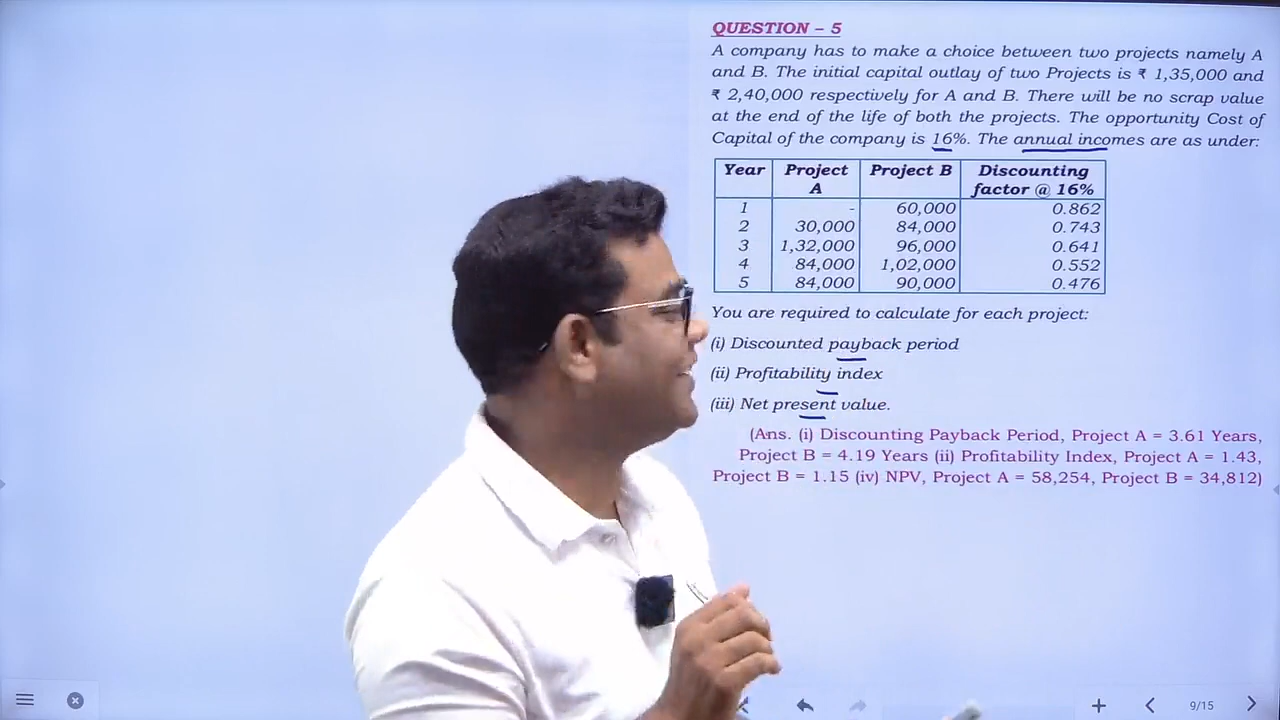 QUESTION – 5
A company has to make a choice between two projects namely A
and B. The initial capital outlay of two Projects is ₹ 1,35,000 and
₹ 2,40,000 respectively for A and B. There will be no scrap value
at the end of the life of both the projects. The opportunity Cost of
Capital of the company is 16%. The annual incomes are as under:
Year Project A Project B Discounting factor @ 16%
1 - 60,000 0.862
2 30,000 84,000 0.743
3 1,32,000 96,000 0.641
4 84,000 1,02,000 0.552
5 84,000 90,000 0.476
You are required to calculate for each project:
(i) Discounted payback period
(ii) Profitability index
(iii) Net present value.
(Ans. (i) Discounting Payback Period, Project A = 3.61 Years,
Project B = 4.19 Years (ii) Profitability Index, Project A = 1.43,
Project B = 1.15 (iv) NPV, Project A = 58,254, Project B = 34,812)
9/15